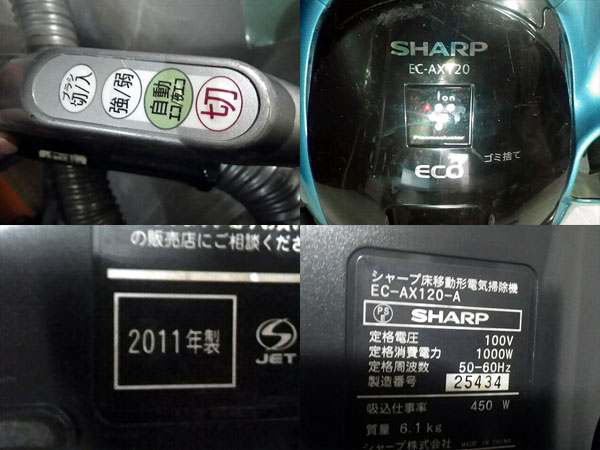 ブラシ
切/入
強/弱
自動
エコ/夜エコ
切
SHARP
EC-AX120
Ion
Plasmacluster
eco
ゴミ捨て
の販売店にご相談くださ
2011年製
JET
シャープ床移動形電気掃除機
EC-AX120-A
PS
E
SHARP
定格電圧 100V
定格消費電力 1000W
定格周波数 50-60Hz
製造番号 25434
吸込仕事率 450 W
質量 6.1kg
シャープ株式会社 MADE IN CHINA